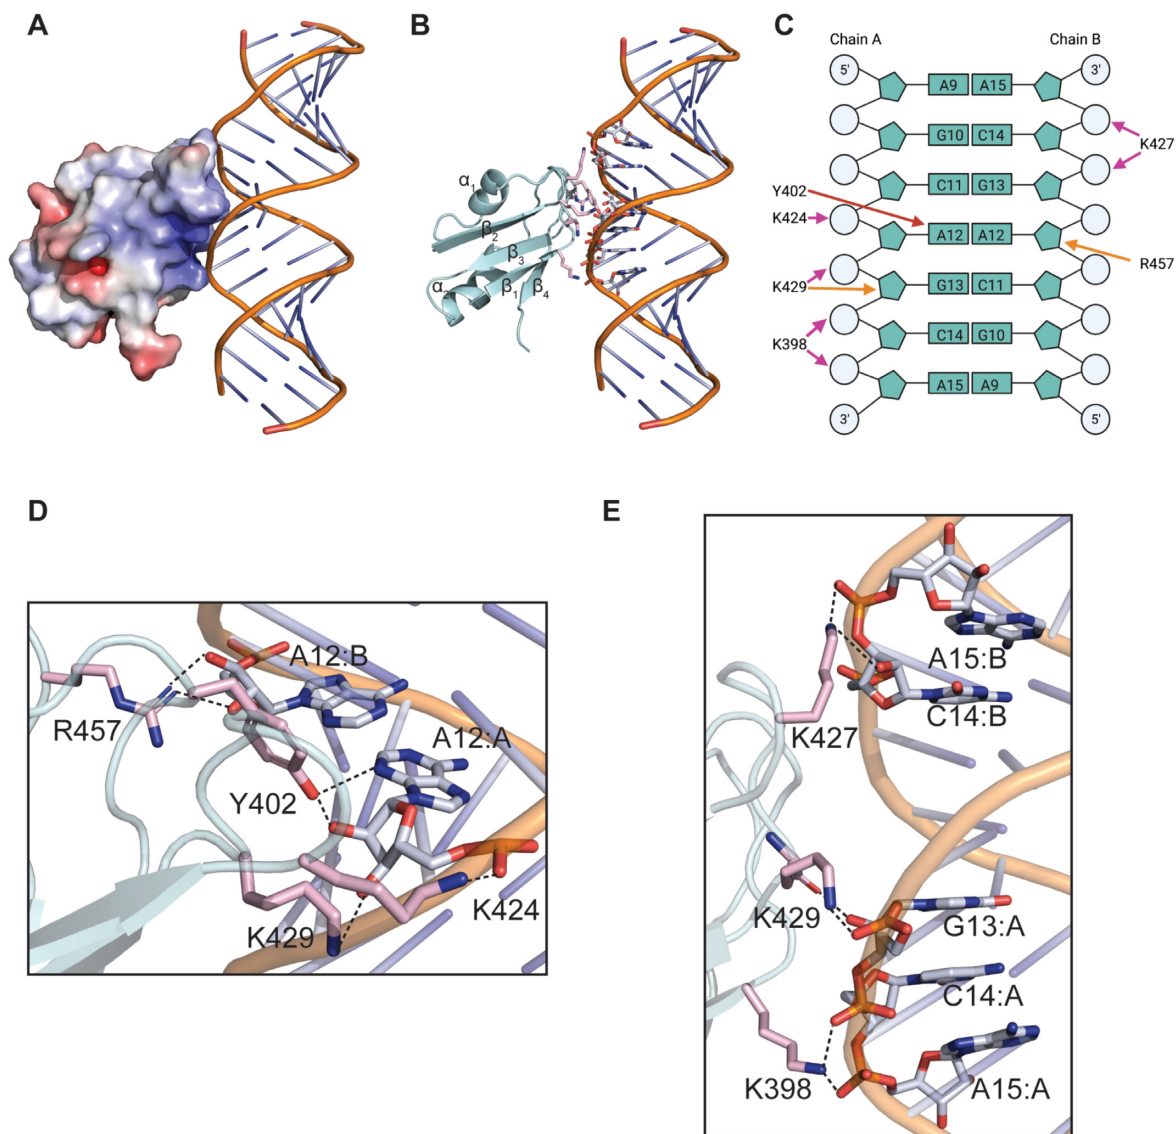 A
B
C
α1
β2
β3
α2
β1
β4
Chain A
Chain B
5'
3'
A9
A15
G10
C14
K427
C11
G13
Y402
K424
A12
A12
R457
K429
G13
C11
K398
C14
G10
A15
A9
3'
5'
D
A12:B
R457
A12:A
Y402
K429
K424
E
A15:B
C14:B
K427
K429
G13:A
C14:A
K398
A15:A